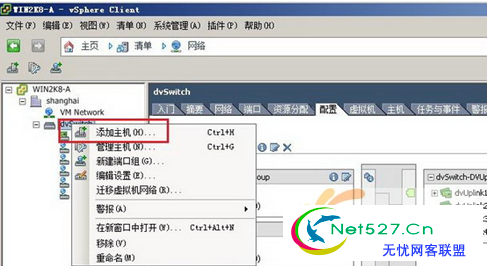 WIN2K8-A - vSphere Client
文件(F) 编辑(E) 视图(W) 清单(N) 系统管理(A) 插件(P) 帮助(H)
主页 清单 网络
WIN2K8-A
shanghai
VM Network
dvSwitch
dvSwitch
入门 摘要 网络 端口 资源分配 配置 虚拟机 主机 任务与事件 警报
添加主机(H)... Ctrl+H
管理主机(N)... Ctrl+G
新建端口组(G)...
编辑设置(E)...
迁移虚拟机网络(R)...
警报(A)
在新窗口中打开(W)... Ctrl+Alt+N
移除(V)
重命名(M)
oup
dvSwitch-DVUp
dvUplink1
Net527.Cn
无忧网客联盟